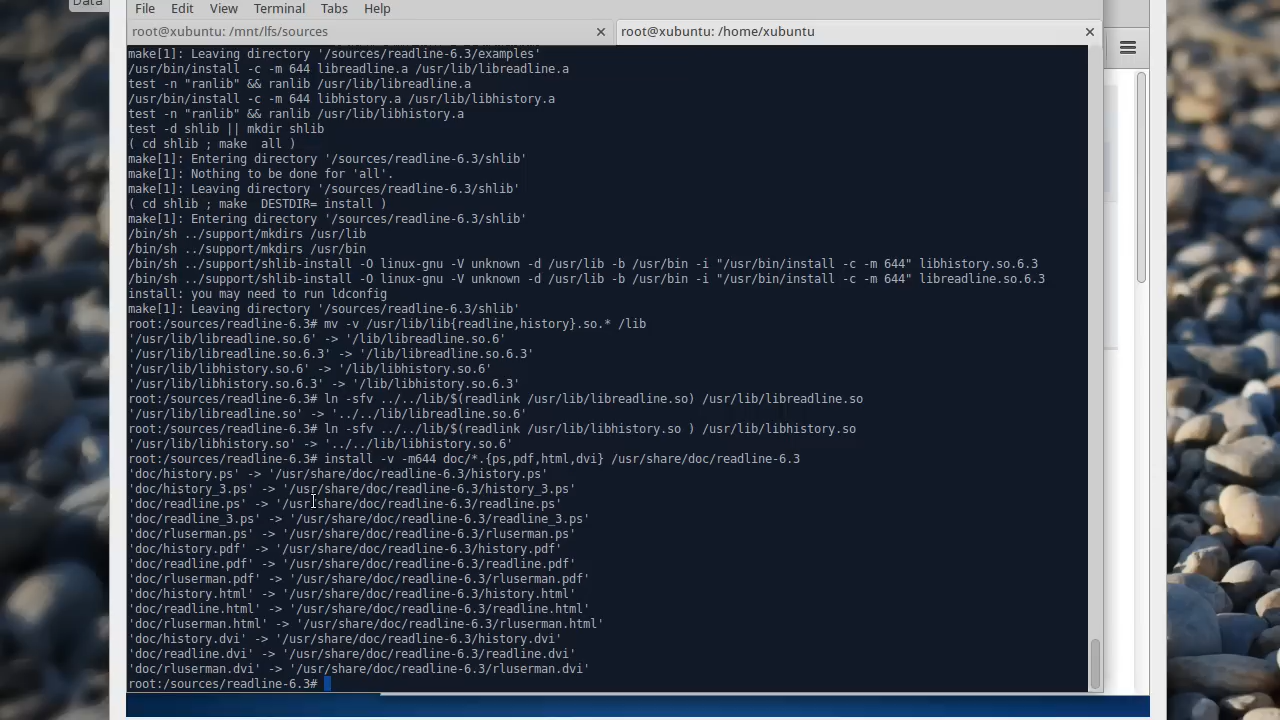 Data
File Edit View Terminal Tabs Help
root@xubuntu: /mnt/lfs/sources
root@xubuntu: /home/xubuntu
make[1]: Leaving directory '/sources/readline-6.3/examples'
/usr/bin/install -c -m 644 libreadline.a /usr/lib/libreadline.a
test -n "ranlib" && ranlib /usr/lib/libreadline.a
/usr/bin/install -c -m 644 libhistory.a /usr/lib/libhistory.a
test -n "ranlib" && ranlib /usr/lib/libhistory.a
test -d shlib || mkdir shlib
( cd shlib ; make  all )
make[1]: Entering directory '/sources/readline-6.3/shlib'
make[1]: Nothing to be done for 'all'.
make[1]: Leaving directory '/sources/readline-6.3/shlib'
( cd shlib ; make  DESTDIR= install )
make[1]: Entering directory '/sources/readline-6.3/shlib'
/bin/sh ../support/mkdirs /usr/lib
/bin/sh ../support/mkdirs /usr/bin
/bin/sh ../support/shlib-install -O linux-gnu -V unknown -d /usr/lib -b /usr/bin -i "/usr/bin/install -c -m 644" libhistory.so.6.3
/bin/sh ../support/shlib-install -O linux-gnu -V unknown -d /usr/lib -b /usr/bin -i "/usr/bin/install -c -m 644" libreadline.so.6.3
install: you may need to run ldconfig
make[1]: Leaving directory '/sources/readline-6.3/shlib'
root:/sources/readline-6.3# mv -v /usr/lib/lib{readline,history}.so.* /lib
'/usr/lib/libreadline.so.6' -> '/lib/libreadline.so.6'
'/usr/lib/libreadline.so.6.3' -> '/lib/libreadline.so.6.3'
'/usr/lib/libhistory.so.6' -> '/lib/libhistory.so.6'
'/usr/lib/libhistory.so.6.3' -> '/lib/libhistory.so.6.3'
root:/sources/readline-6.3# ln -sfv ../../lib/$(readlink /usr/lib/libreadline.so) /usr/lib/libreadline.so
'/usr/lib/libreadline.so' -> '../../lib/libreadline.so.6'
root:/sources/readline-6.3# ln -sfv ../../lib/$(readlink /usr/lib/libhistory.so ) /usr/lib/libhistory.so
'/usr/lib/libhistory.so' -> '../../lib/libhistory.so.6'
root:/sources/readline-6.3# install -v -m644 doc/*.{ps,pdf,html,dvi} /usr/share/doc/readline-6.3
'doc/history.ps' -> '/usr/share/doc/readline-6.3/history.ps'
'doc/history_3.ps' -> '/usr/share/doc/readline-6.3/history_3.ps'
'doc/readline.ps' -> '/usr/share/doc/readline-6.3/readline.ps'
'doc/readline_3.ps' -> '/usr/share/doc/readline-6.3/readline_3.ps'
'doc/rluserman.ps' -> '/usr/share/doc/readline-6.3/rluserman.ps'
'doc/history.pdf' -> '/usr/share/doc/readline-6.3/history.pdf'
'doc/readline.pdf' -> '/usr/share/doc/readline-6.3/readline.pdf'
'doc/rluserman.pdf' -> '/usr/share/doc/readline-6.3/rluserman.pdf'
'doc/history.html' -> '/usr/share/doc/readline-6.3/history.html'
'doc/readline.html' -> '/usr/share/doc/readline-6.3/readline.html'
'doc/rluserman.html' -> '/usr/share/doc/readline-6.3/rluserman.html'
'doc/history.dvi' -> '/usr/share/doc/readline-6.3/history.dvi'
'doc/readline.dvi' -> '/usr/share/doc/readline-6.3/readline.dvi'
'doc/rluserman.dvi' -> '/usr/share/doc/readline-6.3/rluserman.dvi'
root:/sources/readline-6.3#